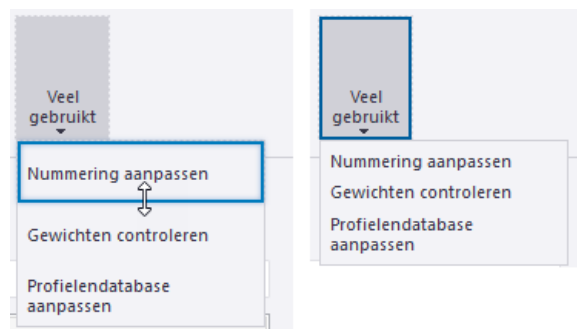 Veel
gebruikt
Nummering aanpassen
Gewichten controleren
Profielendatabase
aanpassen
Veel
gebruikt
Nummering aanpassen
Gewichten controleren
Profielendatabase
aanpassen